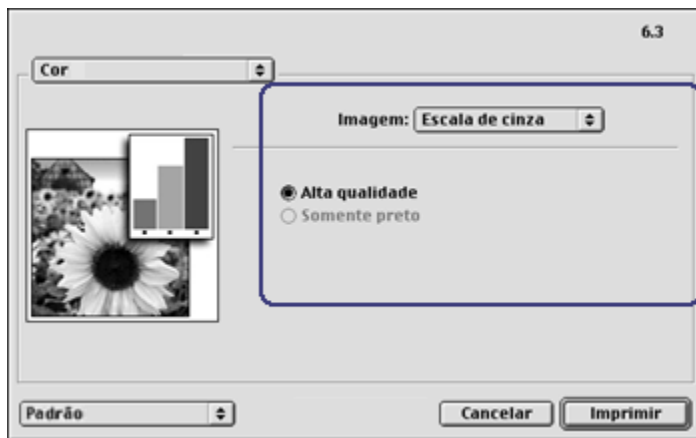 6.3
Cor
Imagem: Escala de cinza
Alta qualidade
Somente preto
Padrão
Cancelar
Imprimir